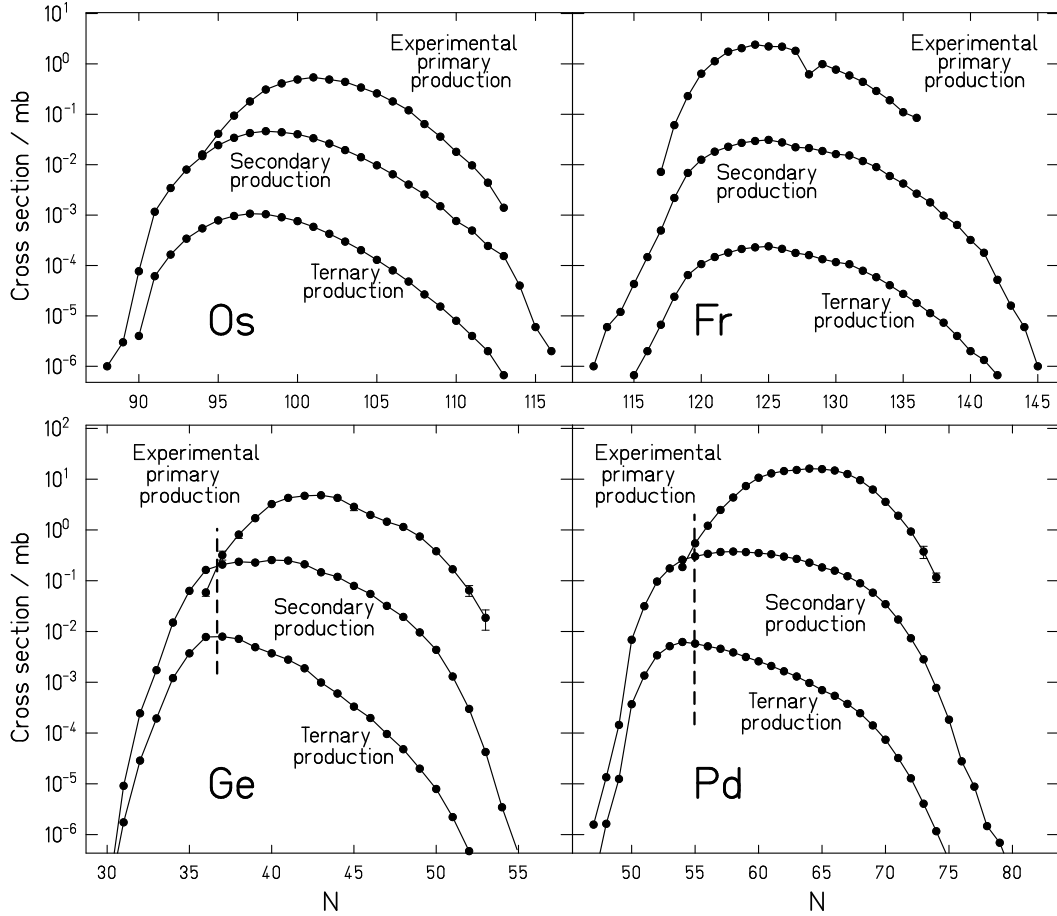 10^1
10^0
10^-1
10^-2
10^-3
10^-4
10^-5
10^-6
Cross section / mb
Experimental
primary
production
Secondary
production
Ternary
production
Os
90 95 100 105 110 115
Experimental
primary
production
Secondary
production
Ternary
production
Fr
115 120 125 130 135 140 145
10^2
10^1
10^0
10^-1
10^-2
10^-3
10^-4
10^-5
10^-6
Cross section / mb
Experimental
primary
production
Secondary
production
Ternary
production
Ge
30 35 40 45 50 55
N
Experimental
primary
production
Secondary
production
Ternary
production
Pd
50 55 60 65 70 75 80
N